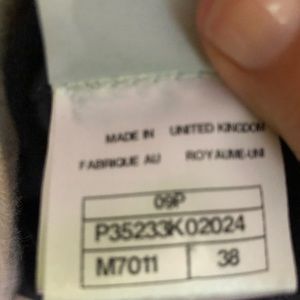 MADE IN UNITED KINGDOM
FABRIQUE AU ROYAUME-UNI
09P
P35233K02024
M7011 38